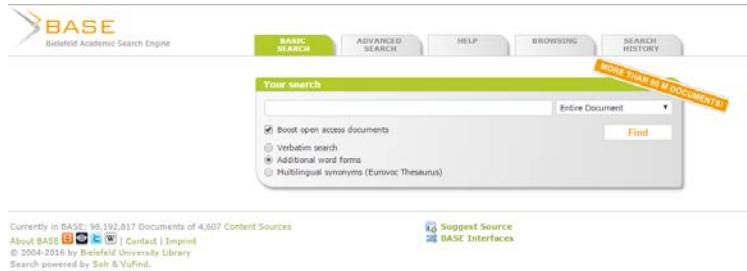 BASE
Bielefeld Academic Search Engine
BASIC SEARCH
ADVANCED SEARCH
HELP
BROWSING
SEARCH HISTORY
MORE THAN 90 M DOCUMENTS!
Your search
Entire Document
Boost open access documents
Find
Verbatim search
Additional word forms
Multilingual synonyms (Eurovoc Thesaurus)
Currently in BASE: 98,192,817 Documents of 4,607 Content Sources
About BASE | Contact | Imprint
© 2004-2016 by Bielefeld University Library
Search powered by Solr & VuFind.
Suggest Source
BASE Interfaces